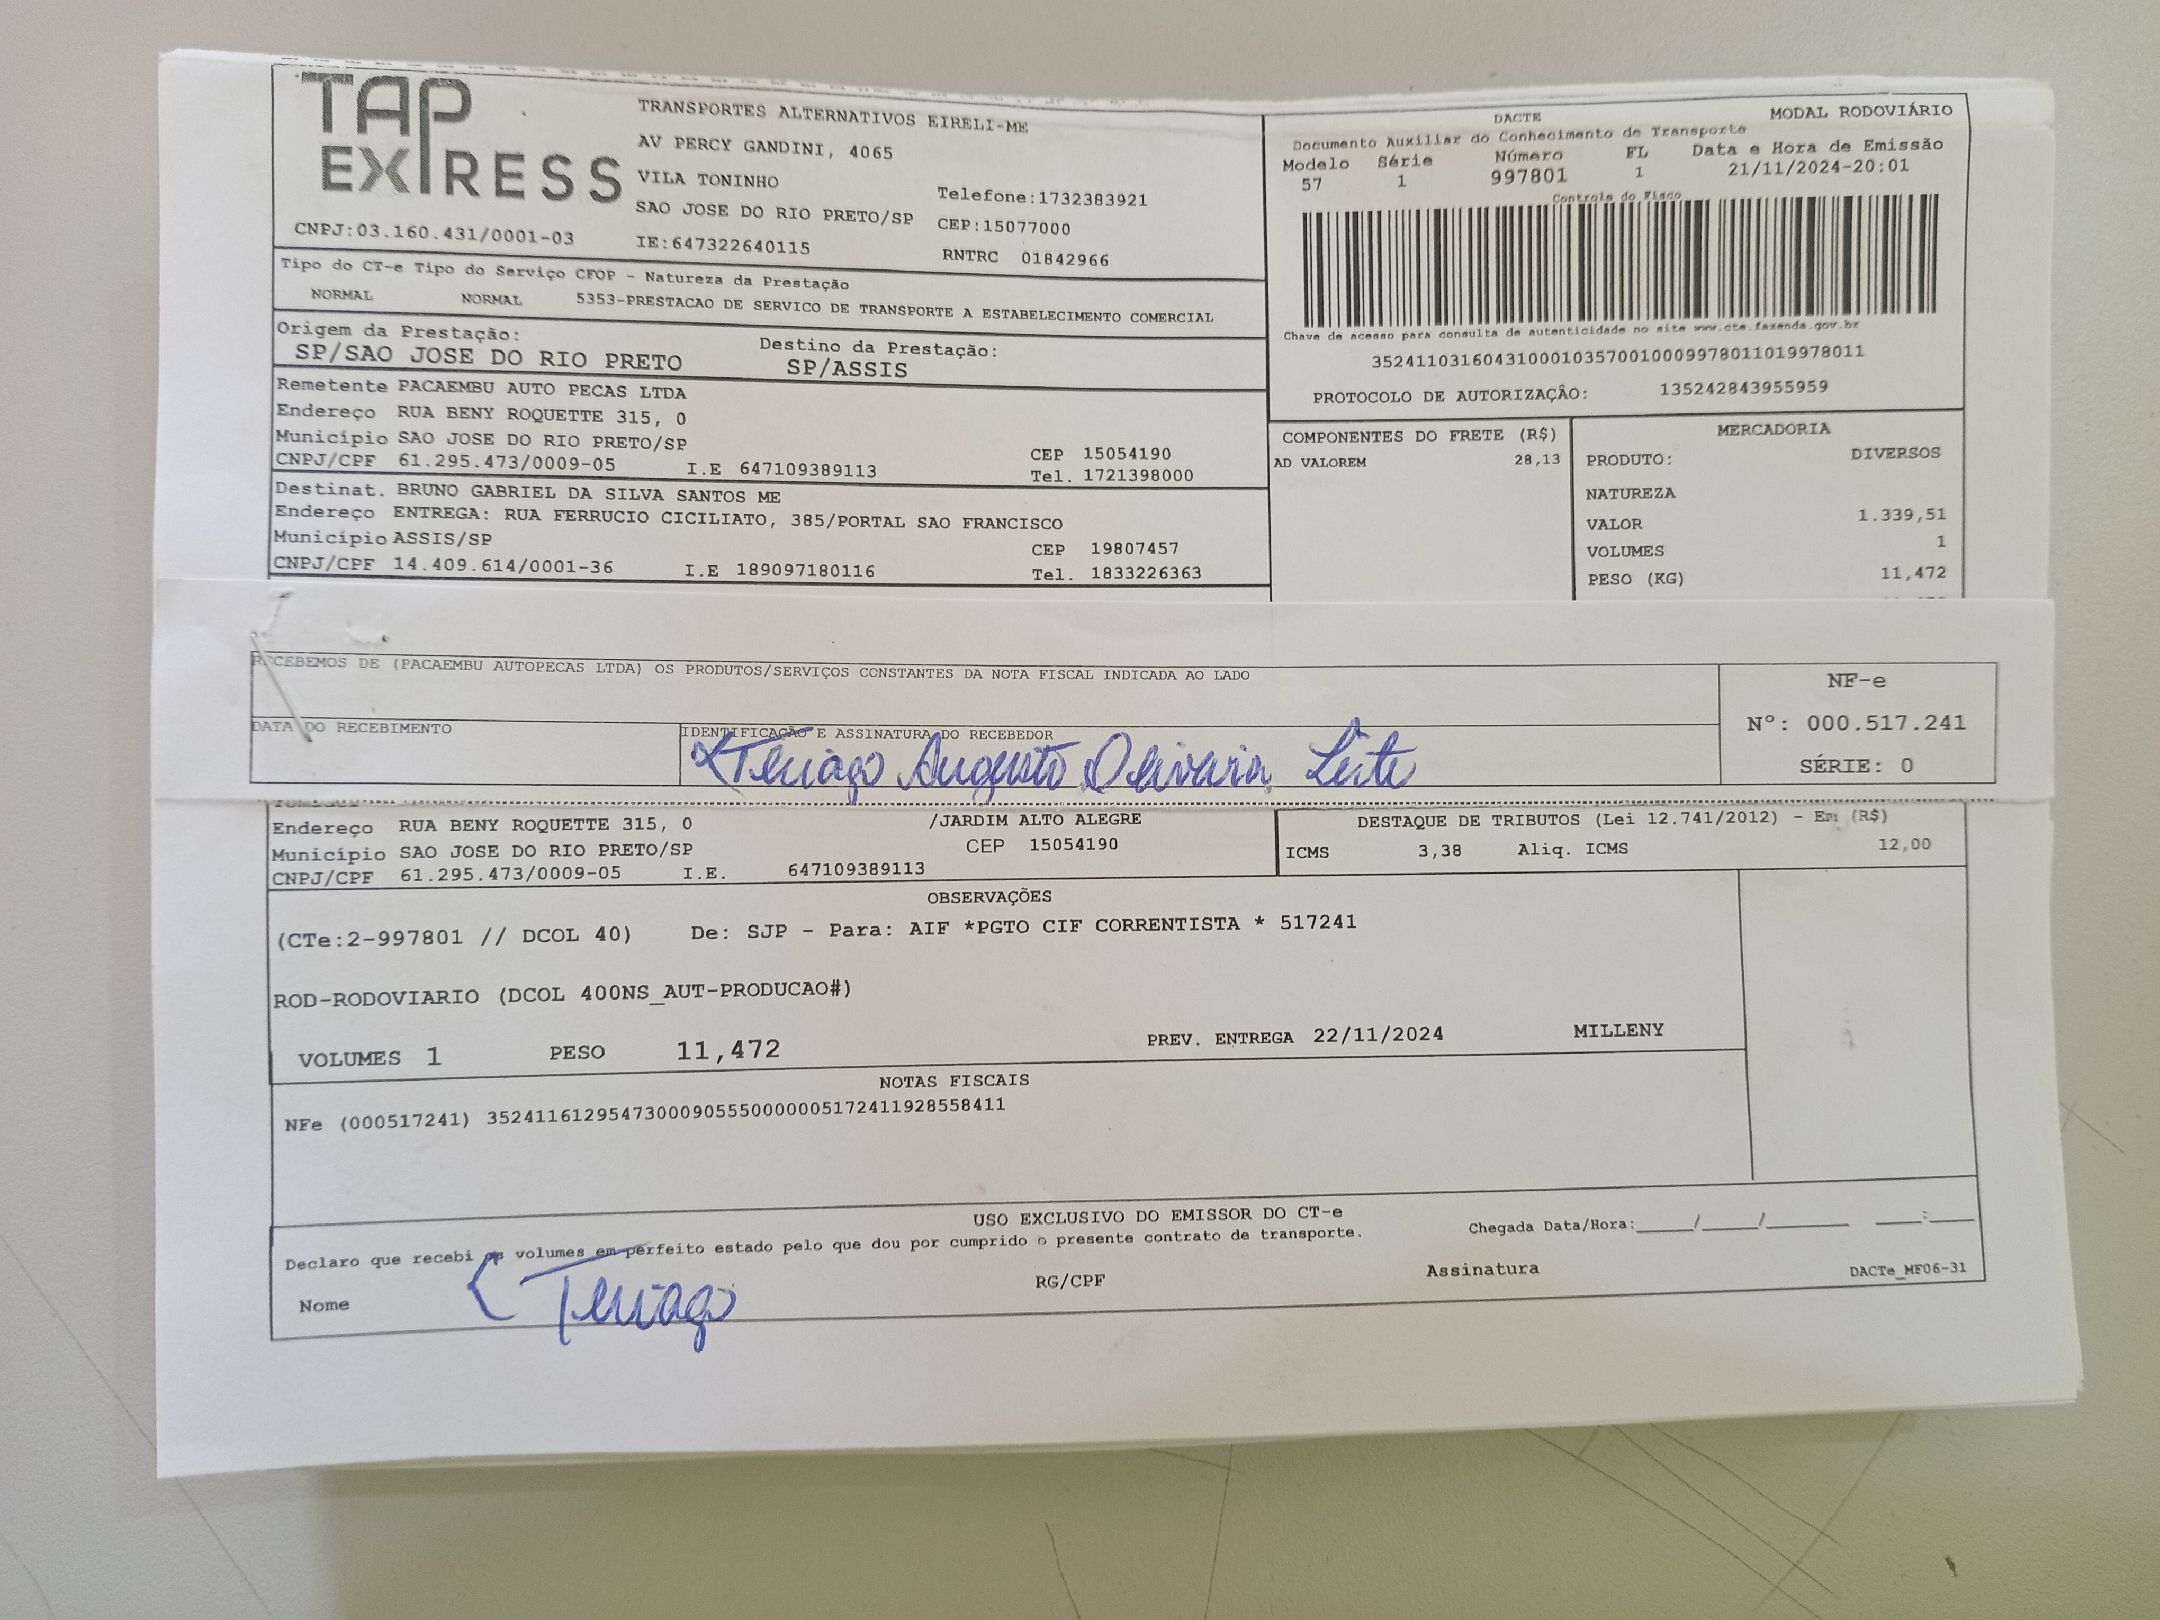 TAP EXPRESS
TRANSPORTES ALTERNATIVOS EIRELI-ME
AV PERCY GANDINI, 4065
VILA TONINHO
SAO JOSE DO RIO PRETO/SP
Telefone:1732383921
CEP:15077000
CNPJ:03.160.431/0001-03
IE:647322640115
RNTRC 01842966
DACTE
MODAL RODOVIÁRIO
Documento Auxiliar do Conhecimento de Transporte
Modelo Série Número FL Data e Hora de Emissão
57 1 997801 1 21/11/2024-20:01
Controle do Fisco
Chave de acesso para consulta de autenticidade no site www.cte.fazenda.gov.br
35241103160431000103570010009978011019978011
PROTOCOLO DE AUTORIZAÇÃO: 135242843955959
Tipo do CT-e Tipo do Serviço CFOP - Natureza da Prestação
NORMAL NORMAL 5353-PRESTACAO DE SERVICO DE TRANSPORTE A ESTABELECIMENTO COMERCIAL
Origem da Prestação: Destino da Prestação:
SP/SAO JOSE DO RIO PRETO SP/ASSIS
Remetente PACAEMBU AUTO PECAS LTDA
Endereço RUA BENY ROQUETTE 315, 0
Município SAO JOSE DO RIO PRETO/SP CEP 15054190
CNPJ/CPF 61.295.473/0009-05 I.E 647109389113 Tel. 1721398000
Destinat. BRUNO GABRIEL DA SILVA SANTOS ME
Endereço ENTREGA: RUA FERRUCIO CICILIATO, 385/PORTAL SAO FRANCISCO
Município ASSIS/SP CEP 19807457
CNPJ/CPF 14.409.614/0001-36 I.E 189097180116 Tel. 1833226363
COMPONENTES DO FRETE (R$)
AD VALOREM 28,13
MERCADORIA
PRODUTO: DIVERSOS
NATUREZA
VALOR 1.339,51
VOLUMES 1
PESO (KG) 11,472
RECEBEMOS DE (PACAEMBU AUTOPECAS LTDA) OS PRODUTOS/SERVIÇOS CONSTANTES DA NOTA FISCAL INDICADA AO LADO
DATA DO RECEBIMENTO
IDENTIFICAÇÃO E ASSINATURA DO RECEBEDOR
Thiago Augusto Oliveira Leite
NF-e
Nº: 000.517.241
SÉRIE: 0
Endereço RUA BENY ROQUETTE 315, 0 /JARDIM ALTO ALEGRE
Município SAO JOSE DO RIO PRETO/SP CEP 15054190
CNPJ/CPF 61.295.473/0009-05 I.E. 647109389113
DESTAQUE DE TRIBUTOS (Lei 12.741/2012) - Em (R$)
ICMS 3,38 Aliq. ICMS 12,00
OBSERVAÇÕES
(CTe:2-997801 // DCOL 40) De: SJP - Para: AIF *PGTO CIF CORRENTISTA * 517241
ROD-RODOVIARIO (DCOL 400NS_AUT-PRODUCAO#)
VOLUMES 1 PESO 11,472 PREV. ENTREGA 22/11/2024 MILLENY
NOTAS FISCAIS
NFe (000517241) 35241161295473000905550000005172411928558411
USO EXCLUSIVO DO EMISSOR DO CT-e
Declaro que recebi os volumes em perfeito estado pelo que dou por cumprido o presente contrato de transporte.
Chegada Data/Hora:____/____/______ ___:___
Nome Thiago RG/CPF Assinatura DACTe_MF06-31